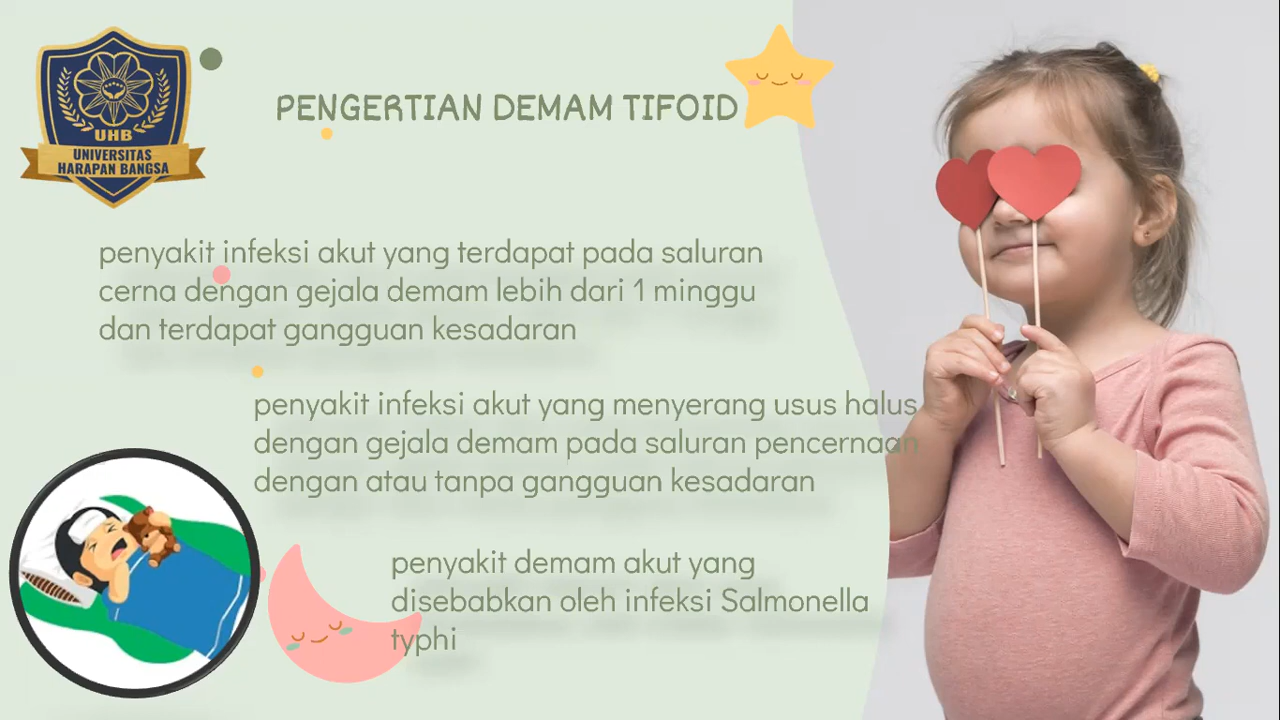 UHB
UNIVERSITAS
HARAPAN BANGSA
PENGERTIAN DEMAM TIFOID
penyakit infeksi akut yang terdapat pada saluran
cerna dengan gejala demam lebih dari 1 minggu
dan terdapat gangguan kesadaran
penyakit infeksi akut yang menyerang usus halus
dengan gejala demam pada saluran pencernaan
dengan atau tanpa gangguan kesadaran
penyakit demam akut yang
disebabkan oleh infeksi Salmonella
typhi